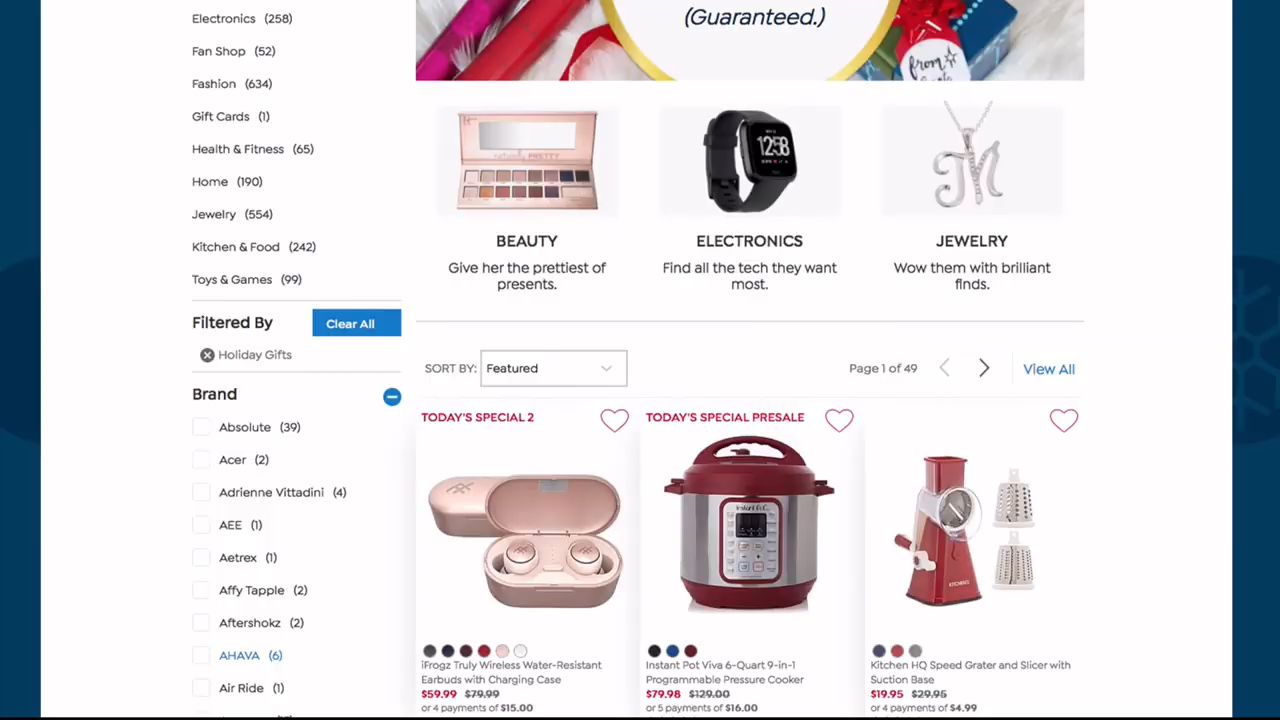 Electronics (258)
Fan Shop (52)
Fashion (634)
Gift Cards (1)
Health & Fitness (65)
Home (190)
Jewelry (554)
Kitchen & Food (242)
Toys & Games (99)
Filtered By
Clear All
Holiday Gifts
Brand
Absolute (39)
Acer (2)
Adrienne Vittadini (4)
AEE (1)
Aetrex (1)
Affy Tapple (2)
Aftershokz (2)
AHAVA (6)
Air Ride (1)
(Guaranteed.)
from
12:58
BEAUTY
Give her the prettiest of
presents.
ELECTRONICS
Find all the tech they want
most.
JEWELRY
Wow them with brilliant
finds.
SORT BY: Featured
Page 1 of 49
View All
TODAY'S SPECIAL 2
iFrogz Truly Wireless Water-Resistant
Earbuds with Charging Case
$59.99 $79.99
or 4 payments of $15.00
TODAY'S SPECIAL PRESALE
Instant Pot
Instant Pot Viva 6-Quart 9-in-1
Programmable Pressure Cooker
$79.98 $129.00
or 5 payments of $16.00
KITCHEN HQ
Kitchen HQ Speed Grater and Slicer with
Suction Base
$19.95 $29.95
or 4 payments of $4.99